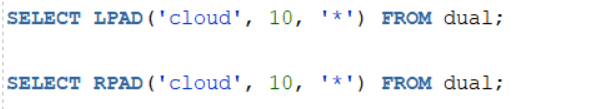 SELECT LPAD('cloud', 10, '*') FROM dual;
SELECT RPAD('cloud', 10, '*') FROM dual;